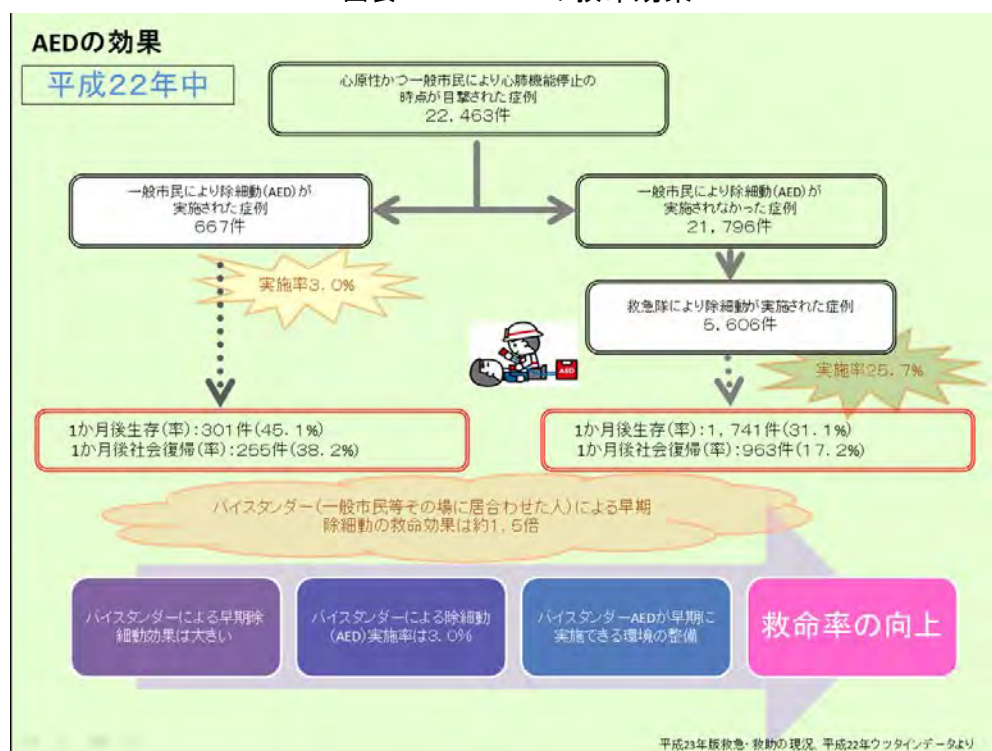 AEDの効果
平成22年中
心原性かつ一般市民により心肺機能停止の
時点が目撃された症例
22,463件
一般市民により除細動(AED)が
実施された症例
667件
一般市民により除細動(AED)が
実施されなかった症例
21,796件
実施率3.0%
救急隊により除細動が実施された症例
5,606件
AED
実施率25.7%
1か月後生存(率):301件(45.1%)
1か月後社会復帰(率):255件(38.2%)
1か月後生存(率):1,741件(31.1%)
1か月後社会復帰(率):963件(17.2%)
バイスタンダー(一般市民等その場に居合わせた人)による早期
除細動の救命効果は約1.5倍
バイスタンダーによる早期除
細動効果は大きい
バイスタンダーによる除細動
(AED)実施率は3.0%
バイスタンダーAEDが早期に
実施できる環境の整備
救命率の向上
平成23年版救急・救助の現況、平成22年ウツタインデータより